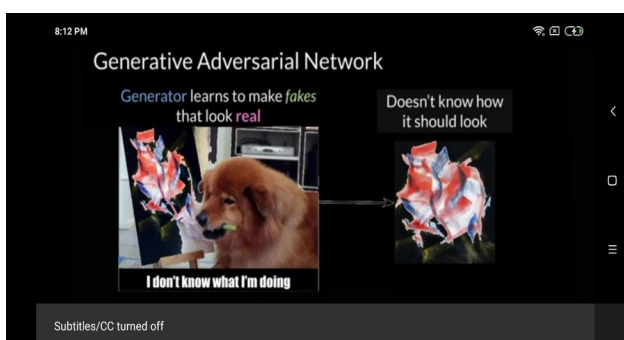 8:12 PM
Generative Adversarial Network
Generator learns to make fakes
that look real
Doesn't know how
it should look
I don't know what I'm doing
Subtitles/CC turned off